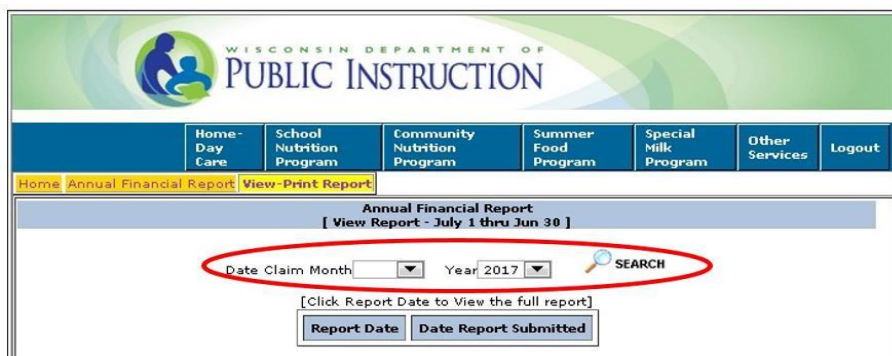 WISCONSIN DEPARTMENT OF
PUBLIC INSTRUCTION
Home-Day Care School Nutrition Program Community Nutrition Program Summer Food Program Special Milk Program Other Services Logout
Home Annual Financial Report View-Print Report
Annual Financial Report
[ View Report - July 1 thru Jun 30 ]
Date Claim Month Year 2017 SEARCH
[Click Report Date to View the full report]
Report Date Date Report Submitted